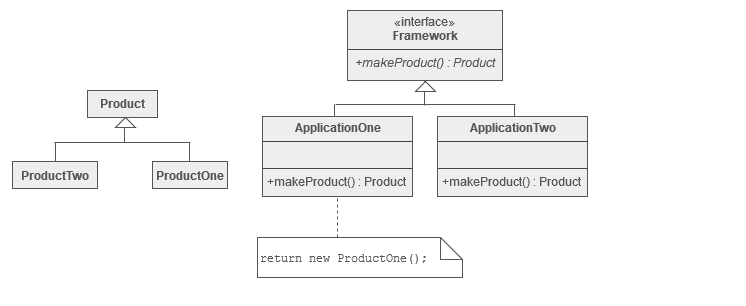 «interface»
Framework
+makeProduct() : Product
Product
ProductTwo
ProductOne
ApplicationOne
+makeProduct() : Product
ApplicationTwo
+makeProduct() : Product
return new ProductOne();